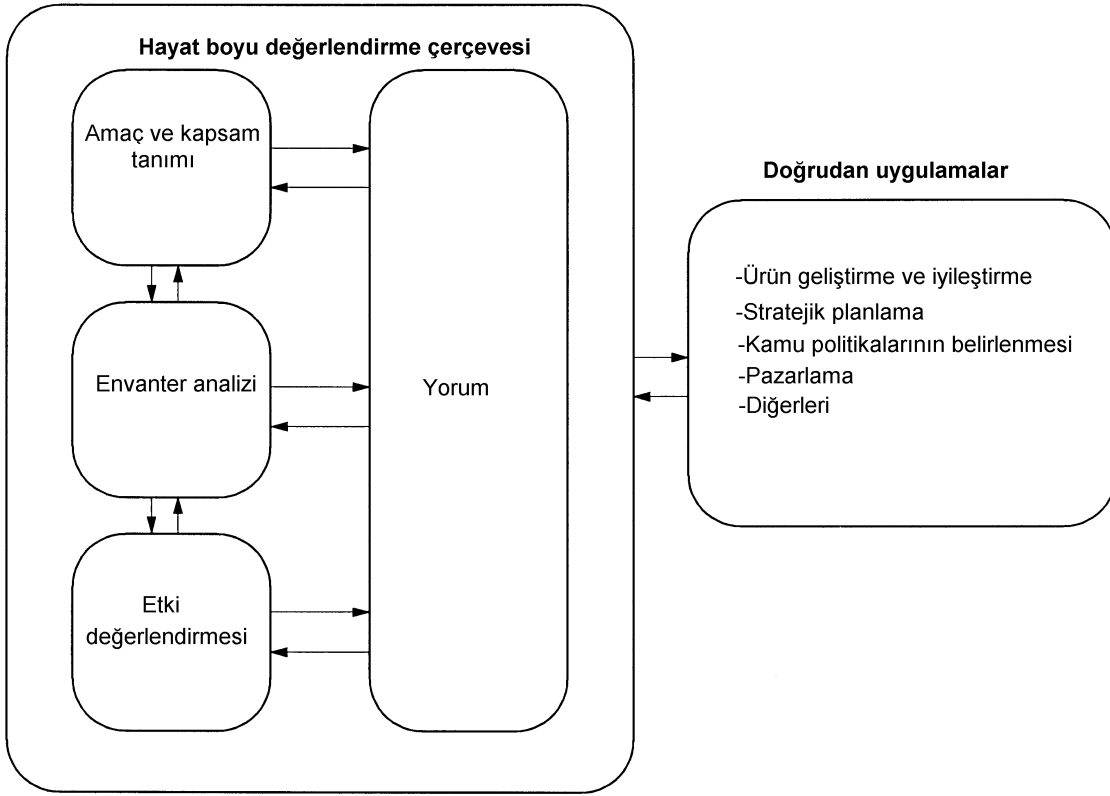 Hayat boyu değerlendirme çerçevesi
Amaç ve kapsam
tanımı
Envanter analizi
Etki
değerlendirmesi
Yorum
Doğrudan uygulamalar
-Ürün geliştirme ve iyileştirme
-Stratejik planlama
-Kamu politikalarının belirlenmesi
-Pazarlama
-Diğerleri